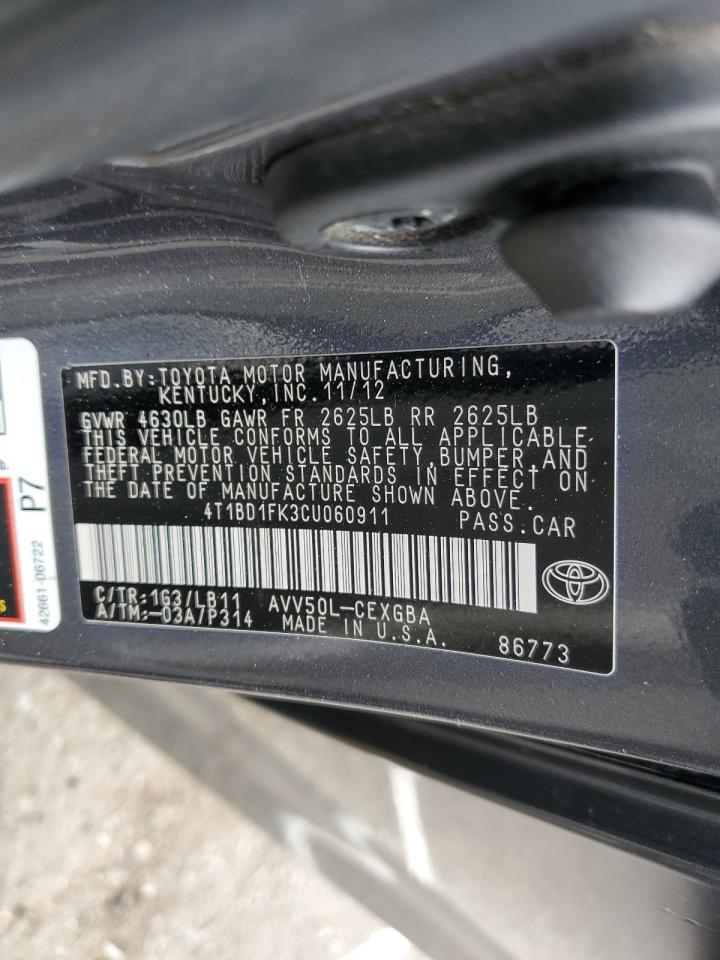 MFD.BY:TOYOTA MOTOR MANUFACTURING,
KENTUCKY,INC.11/12
GVWR 4630LB GAWR FR 2625LB RR 2625LB
THIS VEHICLE CONFORMS TO ALL APPLICABLE
FEDERAL MOTOR VEHICLE SAFETY,BUMPER,AND
THEFT PREVENTION STANDARDS IN EFFECT ON
THE DATE OF MANUFACTURE SHOWN ABOVE.
4T1BD1FK3CU060911 PASS.CAR
C/TR:1G3/LB11 AVV50L-CEXGBA
A/TM:-03A/P314 MADE IN U.S.A. 86773
P7
42661-06722